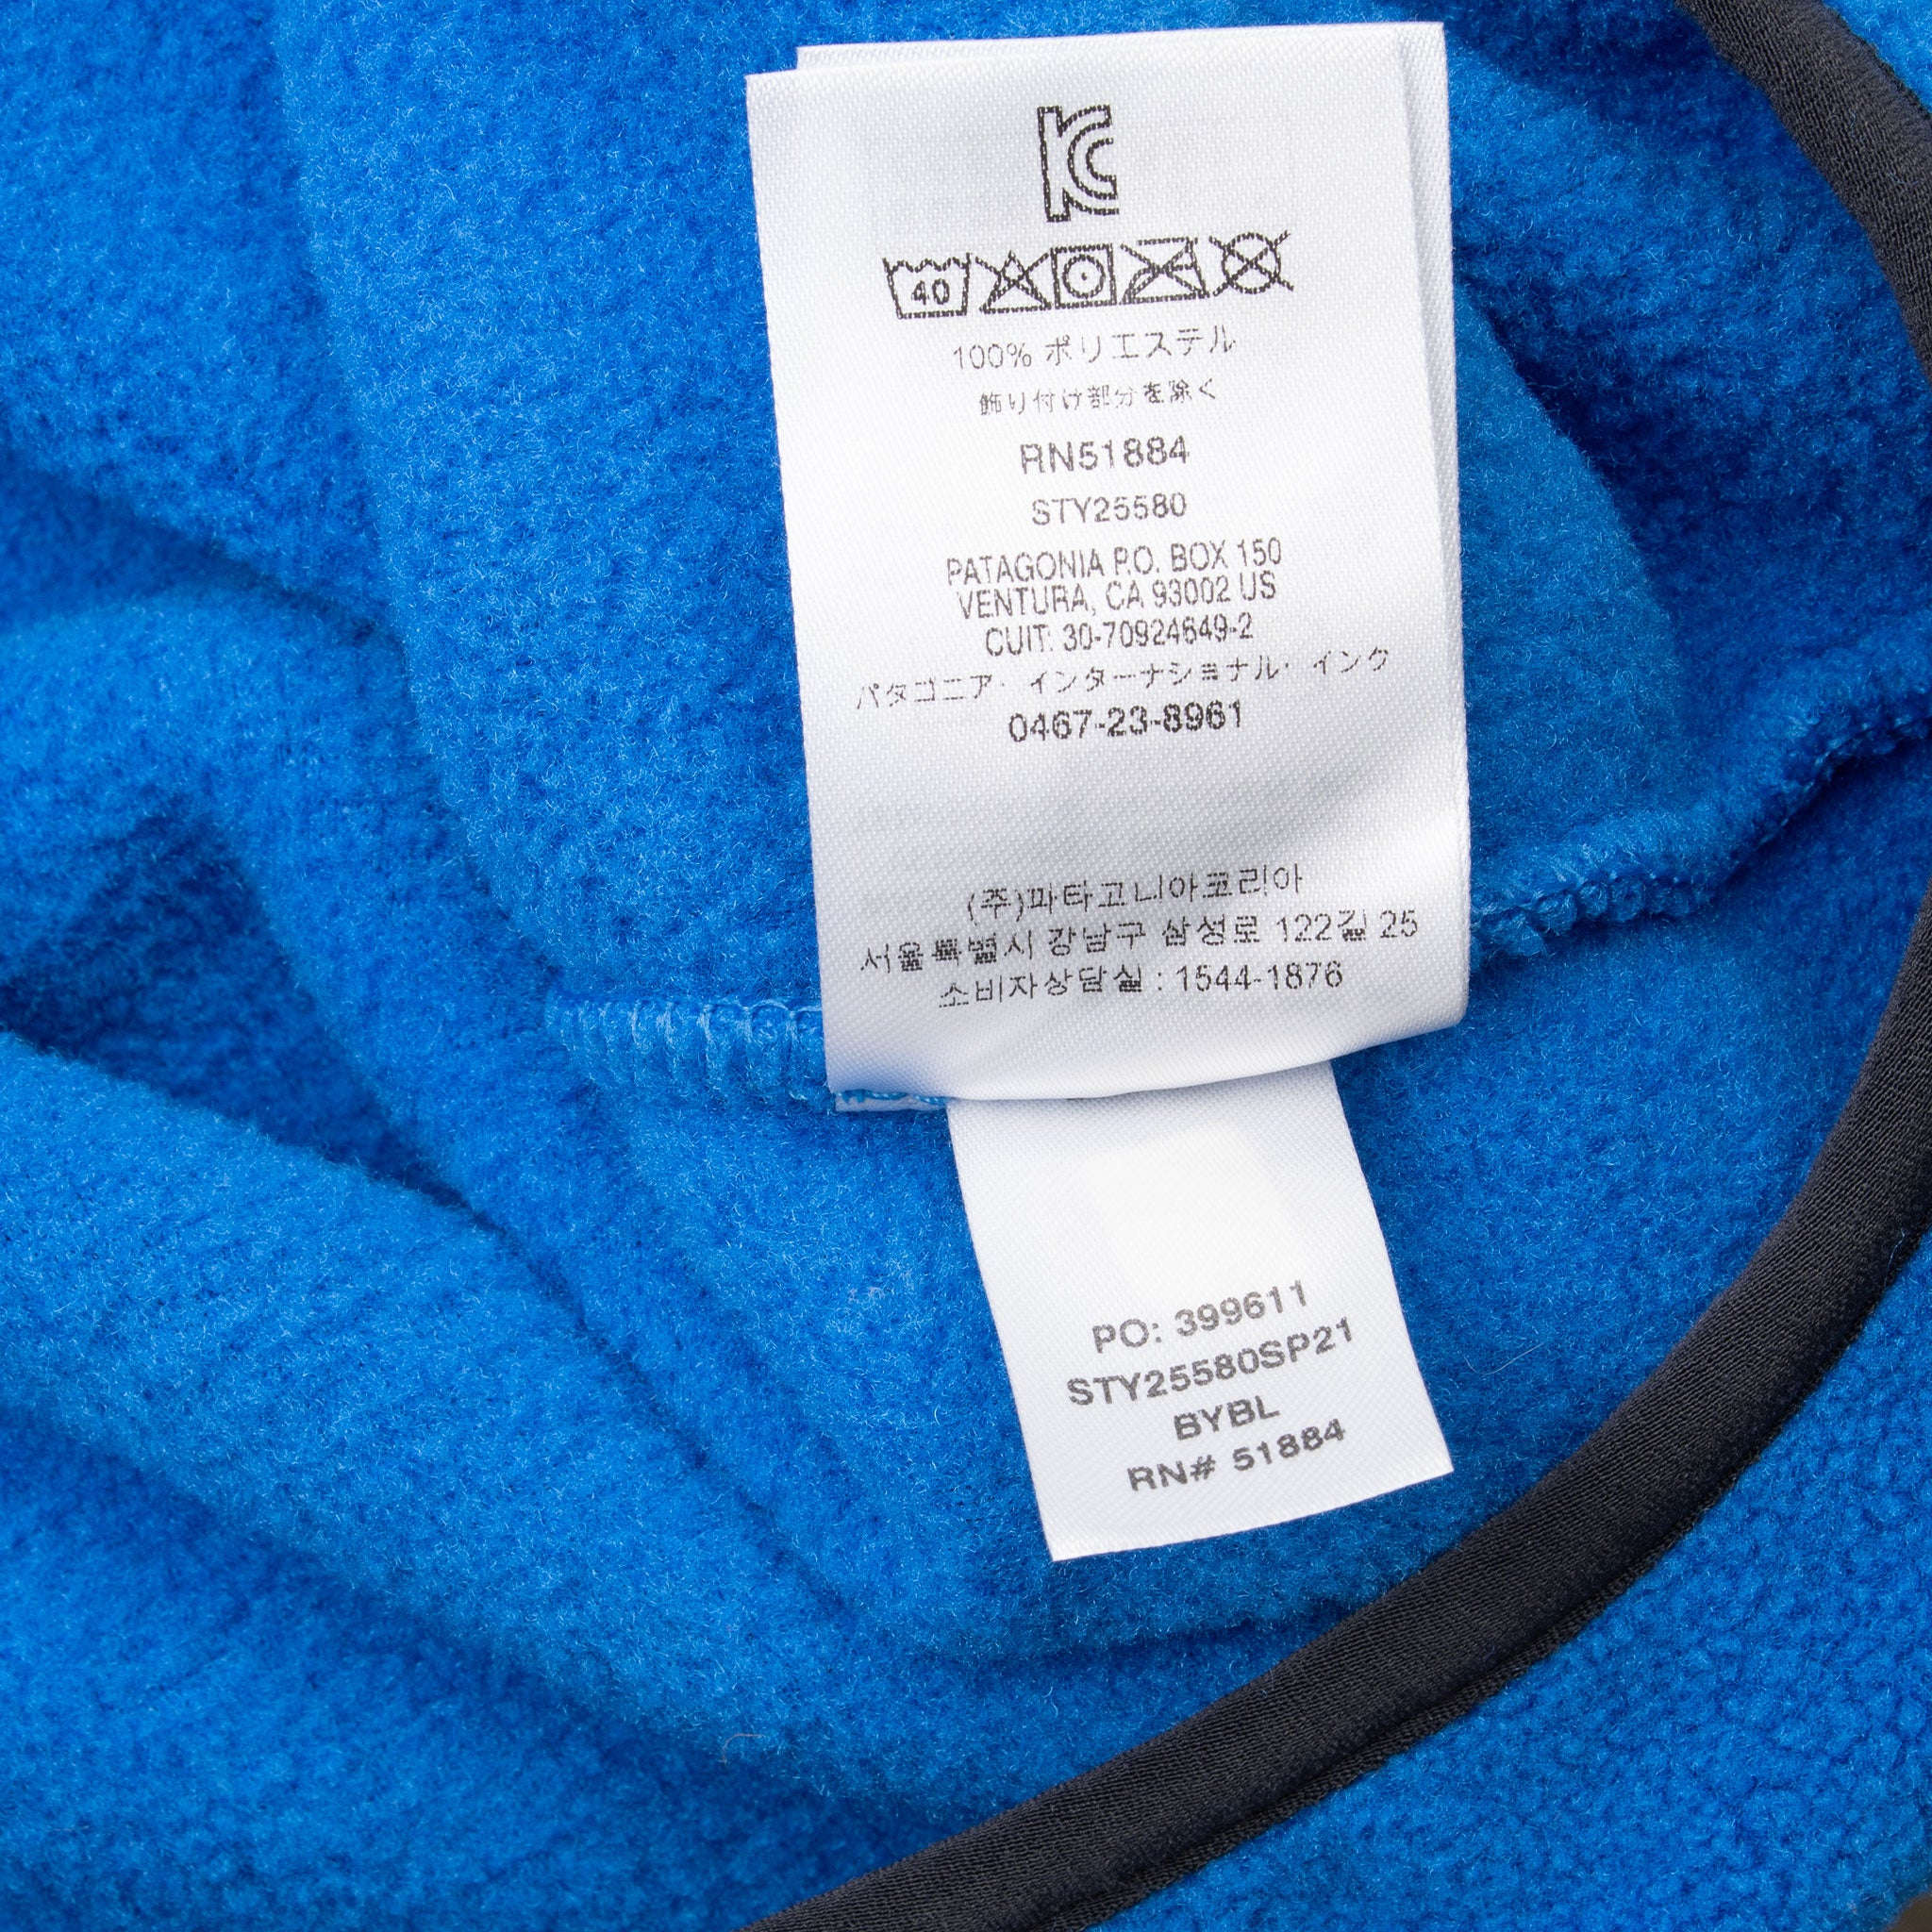 KC
40
100% ポリエステル
飾り付け部分を除く
RN51884
STY25580
PATAGONIA P.O. BOX 150
VENTURA, CA 93002 US
CUIT: 30-70924649-2
パタゴニア・インターナショナル・インク
0467-23-8961
(주)파타고니아코리아
서울특별시 강남구 삼성로 122길 25
소비자상담실 : 1544-1876
PO: 399611
STY25580SP21
BYBL
RN# 51884